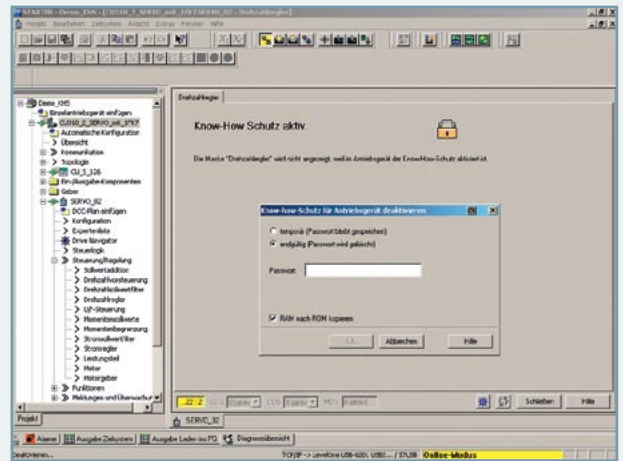 STARTER - Demo_KHS - [CU310_2_SERVO_mit_1FK7.SERVO_02 - Drehzahlregler]
Projekt Bearbeiten Zielsystem Ansicht Extras Fenster Hilfe
Demo_KHS
Einzelantriebsgerät einfügen
CU310_2_SERVO_mit_1FK7
Automatische Konfiguration
Übersicht
Kommunikation
Topologie
CU_S_126
Ein-/Ausgabe-Komponenten
Geber
SERVO_02
DCC-Plan einfügen
Konfiguration
Expertenliste
Drive Navigator
Steuerlogik
Steuerung/Regelung
Sollwertaddition
Drehzahlvorsteuerung
Drehzahlsollwertfilter
Drehzahlregler
U/f-Steuerung
Momentensollwerte
Momentenbegrenzung
Stromsollwertfilter
Stromregler
Leistungsteil
Motor
Motorgeber
Funktionen
Meldungen und Überwachur
Projekt
Drehzahlregler
Know-How Schutz aktiv.
Die Maske "Drehzahlregler" wird nicht angezeigt, weil im Antriebsgerät der Know-How-Schutz aktiviert ist.
Know-how-Schutz für Antriebsgerät deaktivieren
temporär (Passwort bleibt gespeichert)
endgültig (Passwort wird gelöscht)
Passwort:
RAM nach ROM kopieren
OK
Abbrechen
Hilfe
Schließen
Hilfe
SERVO_02
Alarme
Ausgabe Zielsystem
Ausgabe Laden ins PG
Diagnoseübersicht
Deaktivieren...
Online-Modus